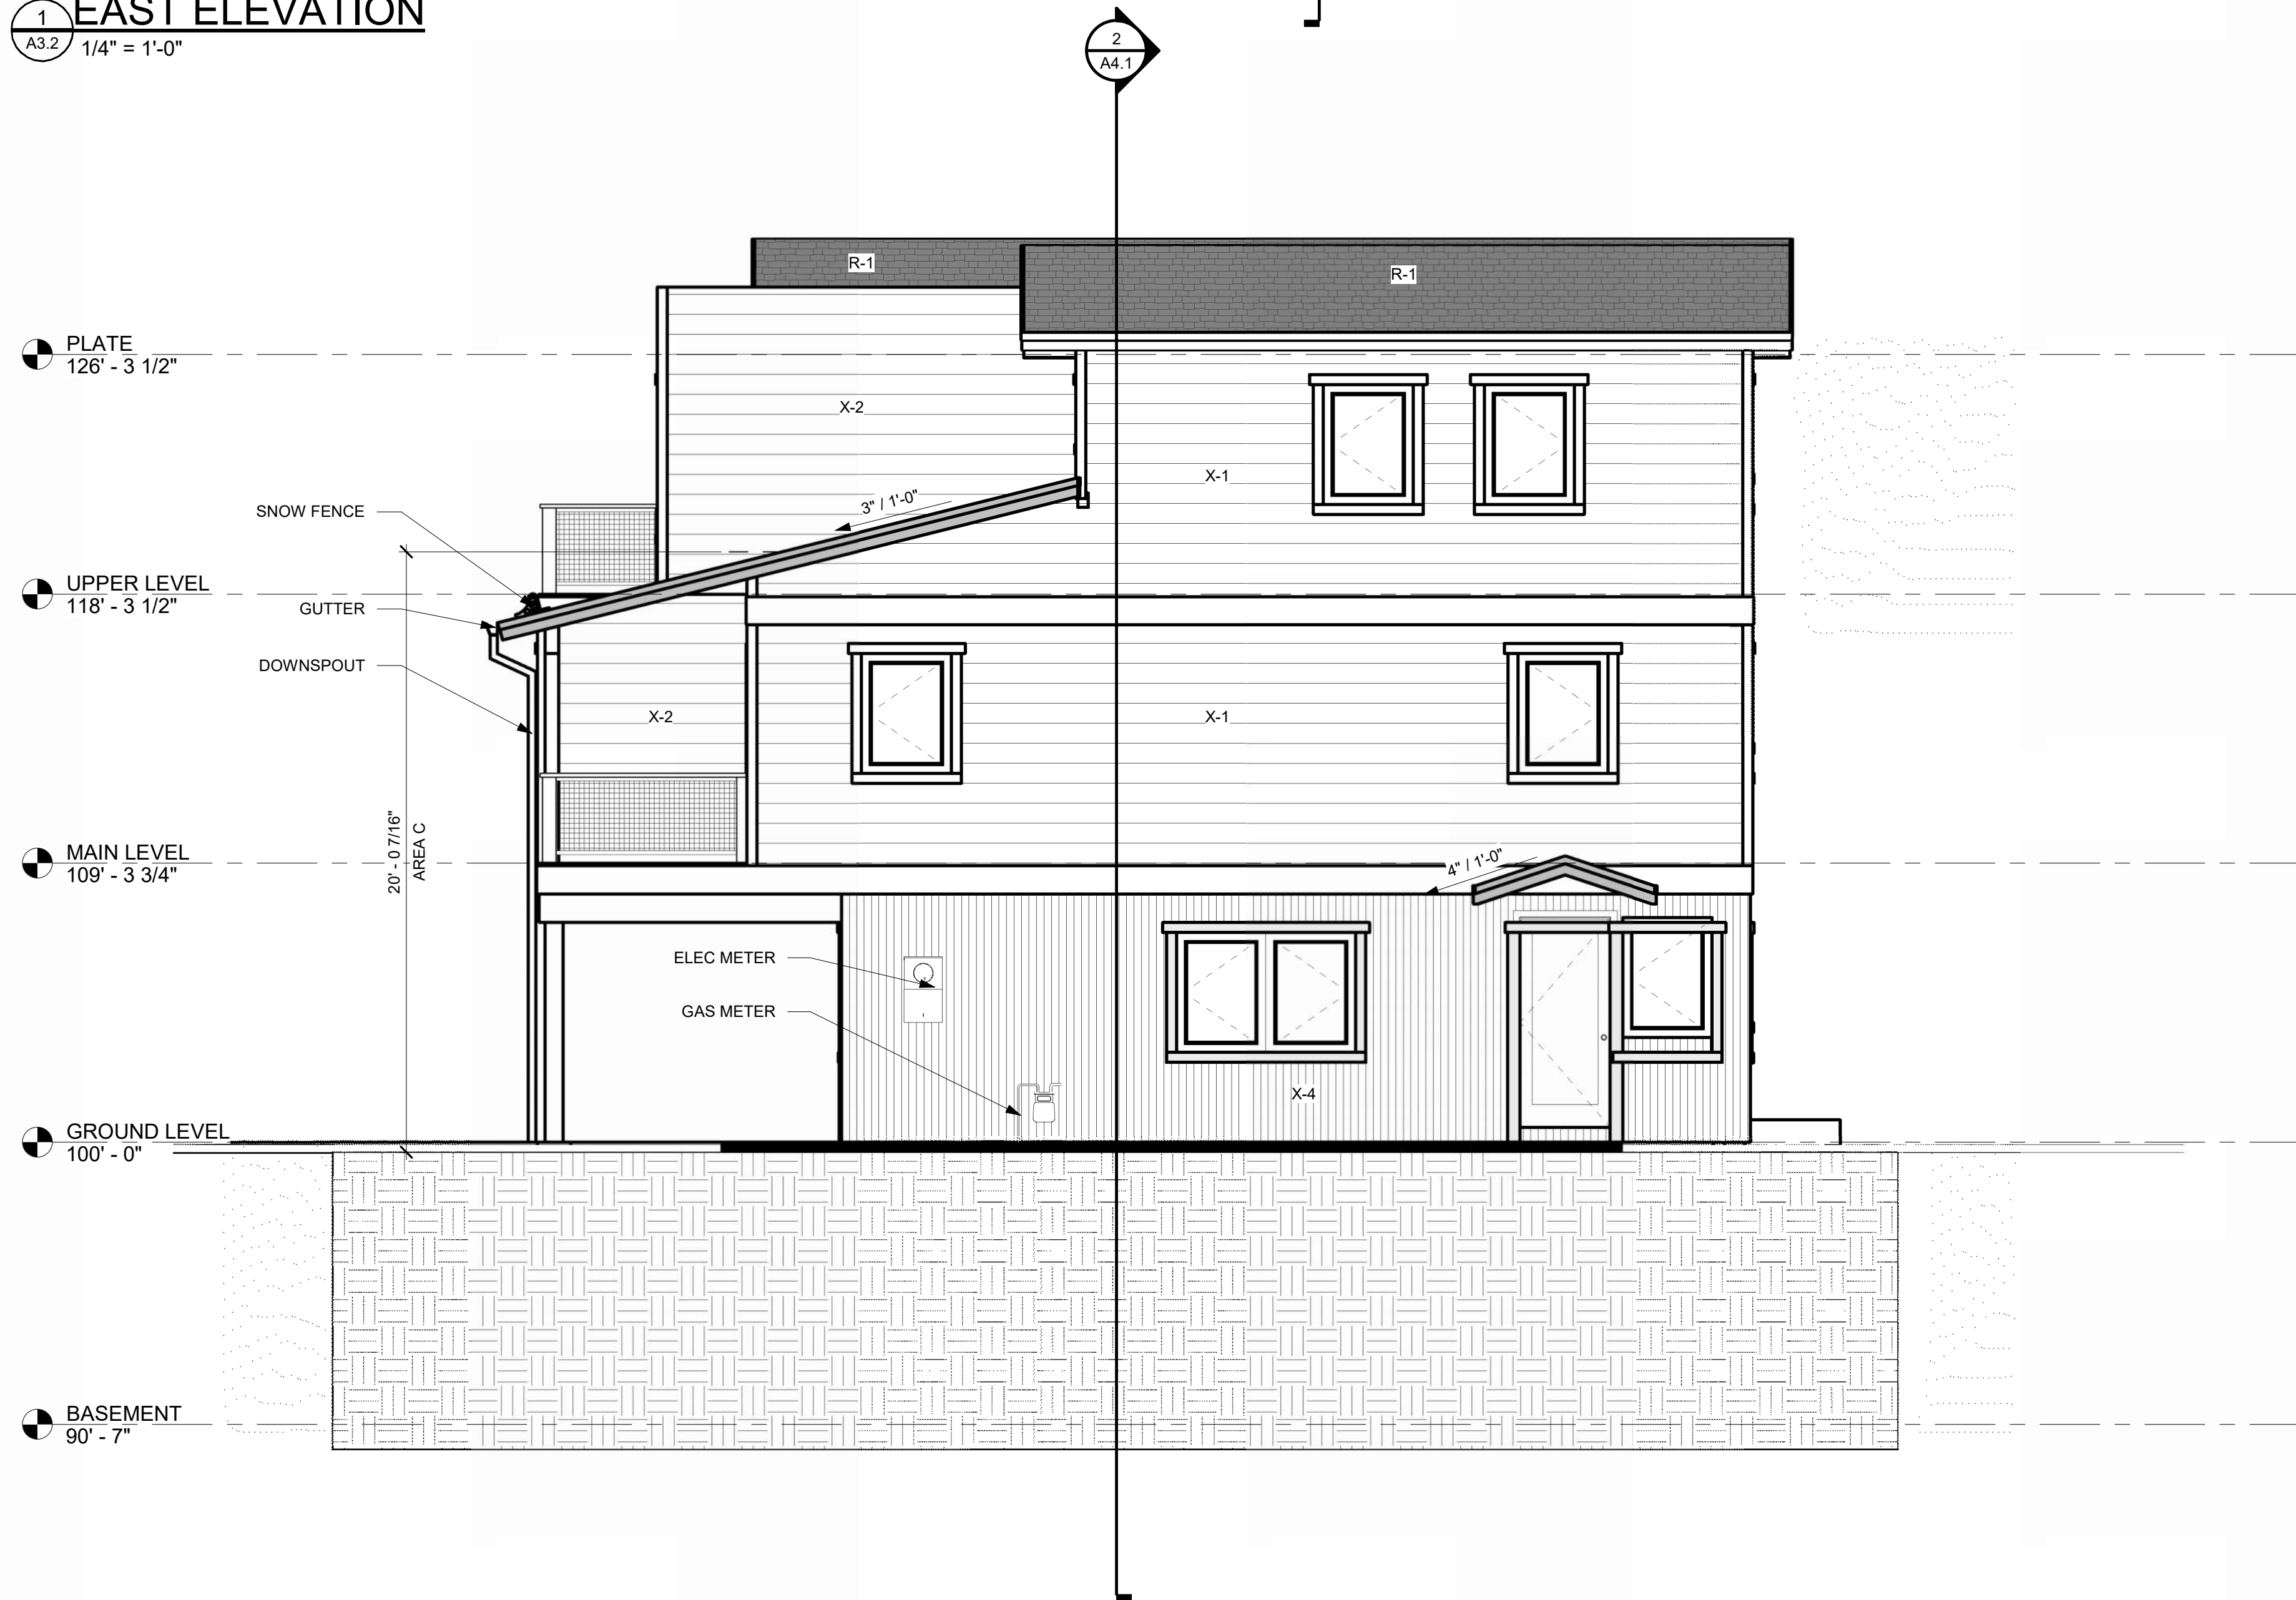 1
A3.2
EAST ELEVATION
1/4" = 1'-0"
2
A4.1
R-1
R-1
PLATE
126' - 3 1/2"
X-2
X-1
3" / 1'-0"
SNOW FENCE
UPPER LEVEL
118' - 3 1/2"
GUTTER
DOWNSPOUT
X-2
X-1
20' - 0 7/16"
AREA C
MAIN LEVEL
109' - 3 3/4"
4" / 1'-0"
ELEC METER
GAS METER
X-4
GROUND LEVEL
100' - 0"
BASEMENT
90' - 7"